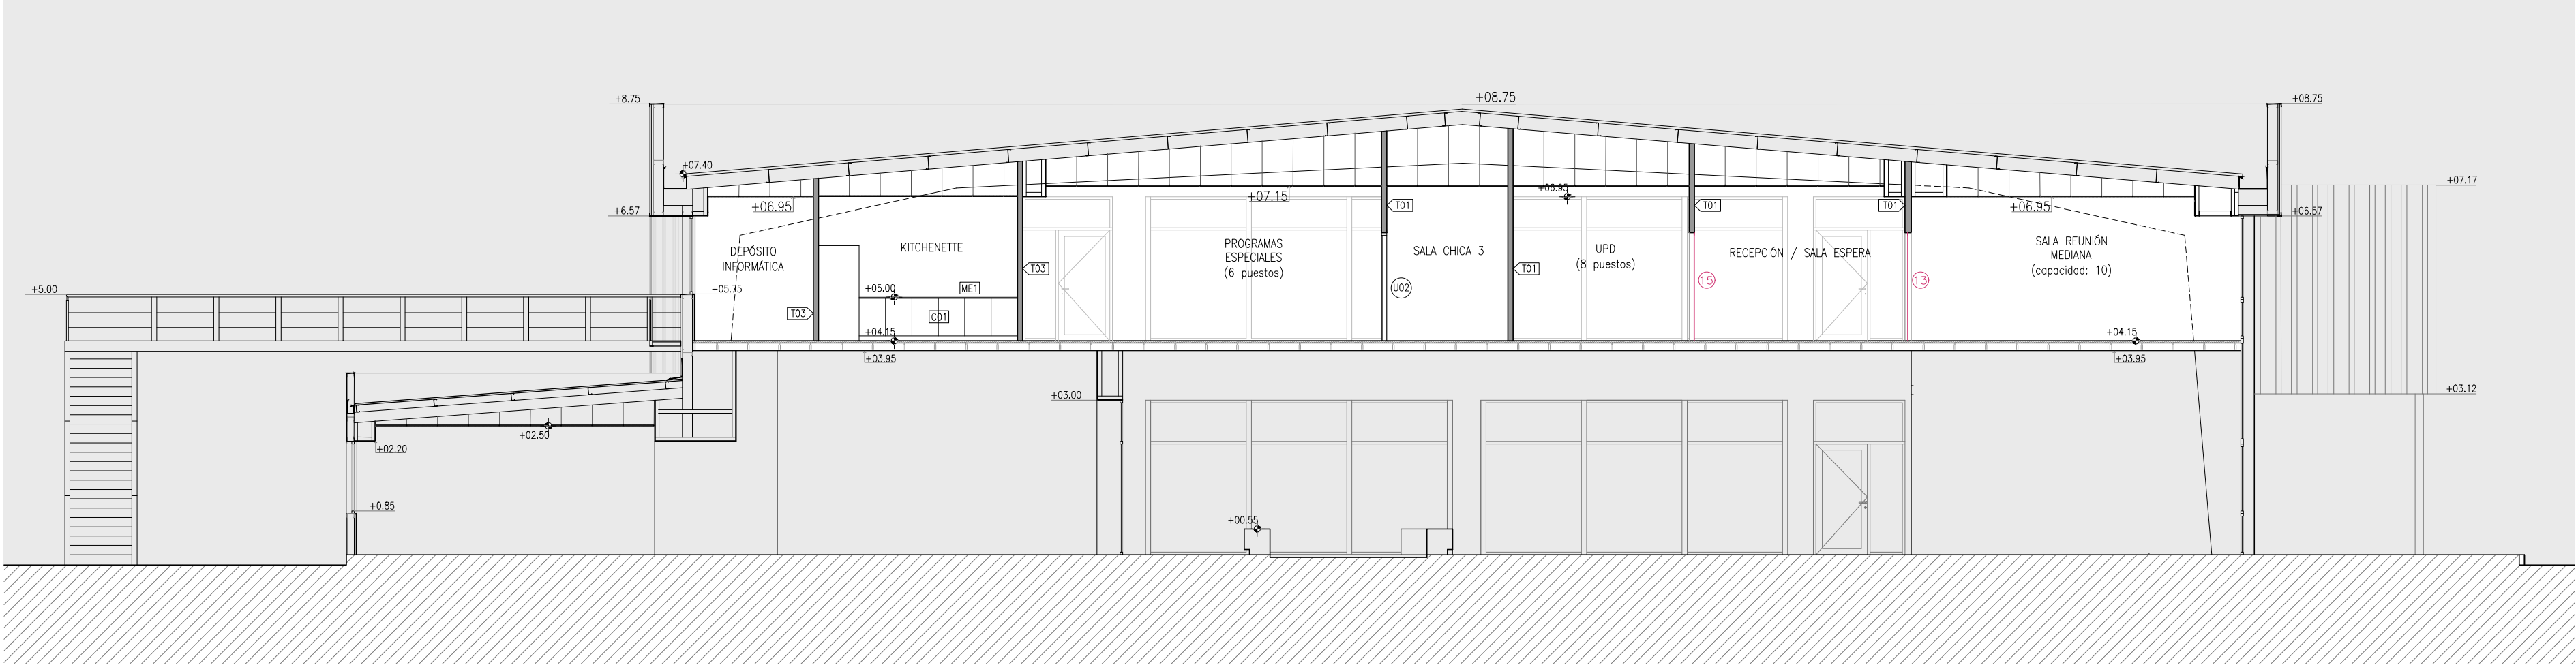 +8.75
+08.75
+08.75
+07.40
+07.17
+06.95
+07.15
+06.95
+06.95
+6.57
+06.57
T01
T01
T01
DEPÓSITO
INFORMÁTICA
KITCHENETTE
PROGRAMAS
ESPECIALES
(6 puestos)
SALA CHICA 3
UPD
(8 puestos)
RECEPCIÓN / SALA ESPERA
SALA REUNIÓN
MEDIANA
(capacidad: 10)
T03
T01
15
13
+5.00
+05.75
+05.00
ME1
U02
T03
C01
+04.15
+04.15
+03.95
+03.95
+03.00
+03.12
+02.50
+02.20
+0.85
+00.55